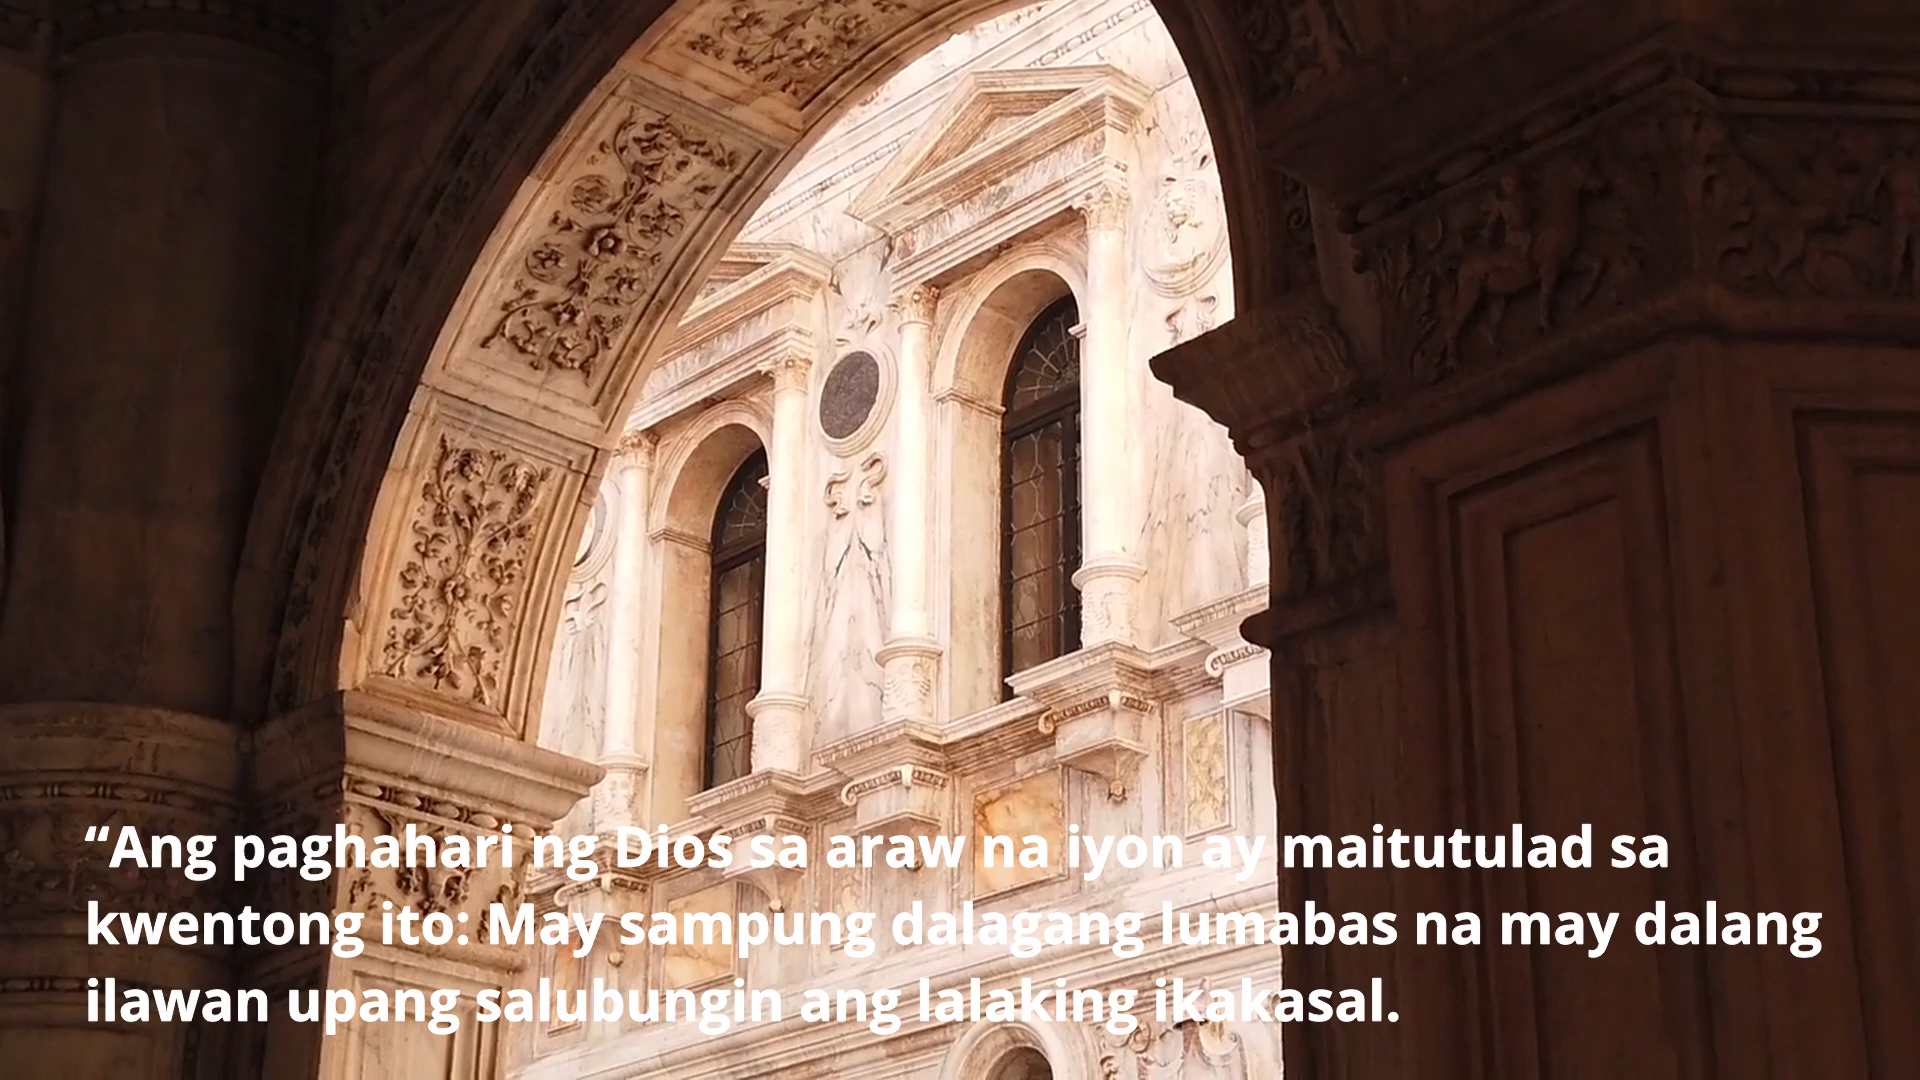 “Ang paghahari ng Dios sa araw na iyon ay maitutulad sa
kwentong ito: May sampung dalagang lumabas na may dalang
ilawan upang salubungin ang lalaking ikakasal.